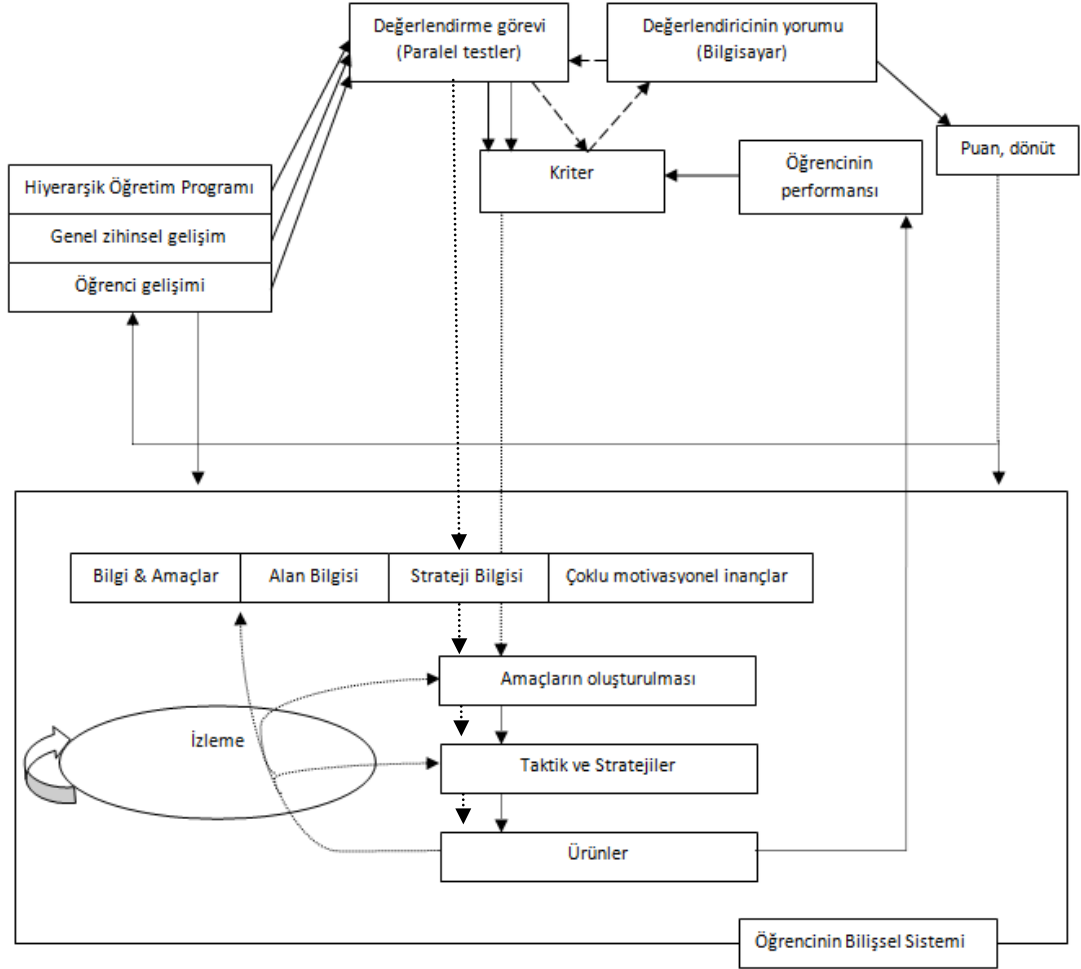 Değerlendirme görevi
(Paralel testler)
Değerlendiricinin yorumu
(Bilgisayar)
Puan, dönüt
Kriter
Öğrencinin
performansı
Hiyerarşik Öğretim Programı
Genel zihinsel gelişim
Öğrenci gelişimi
Bilgi & Amaçlar
Alan Bilgisi
Strateji Bilgisi
Çoklu motivasyonel inançlar
Amaçların oluşturulması
İzleme
Taktik ve Stratejiler
Ürünler
Öğrencinin Bilişsel Sistemi